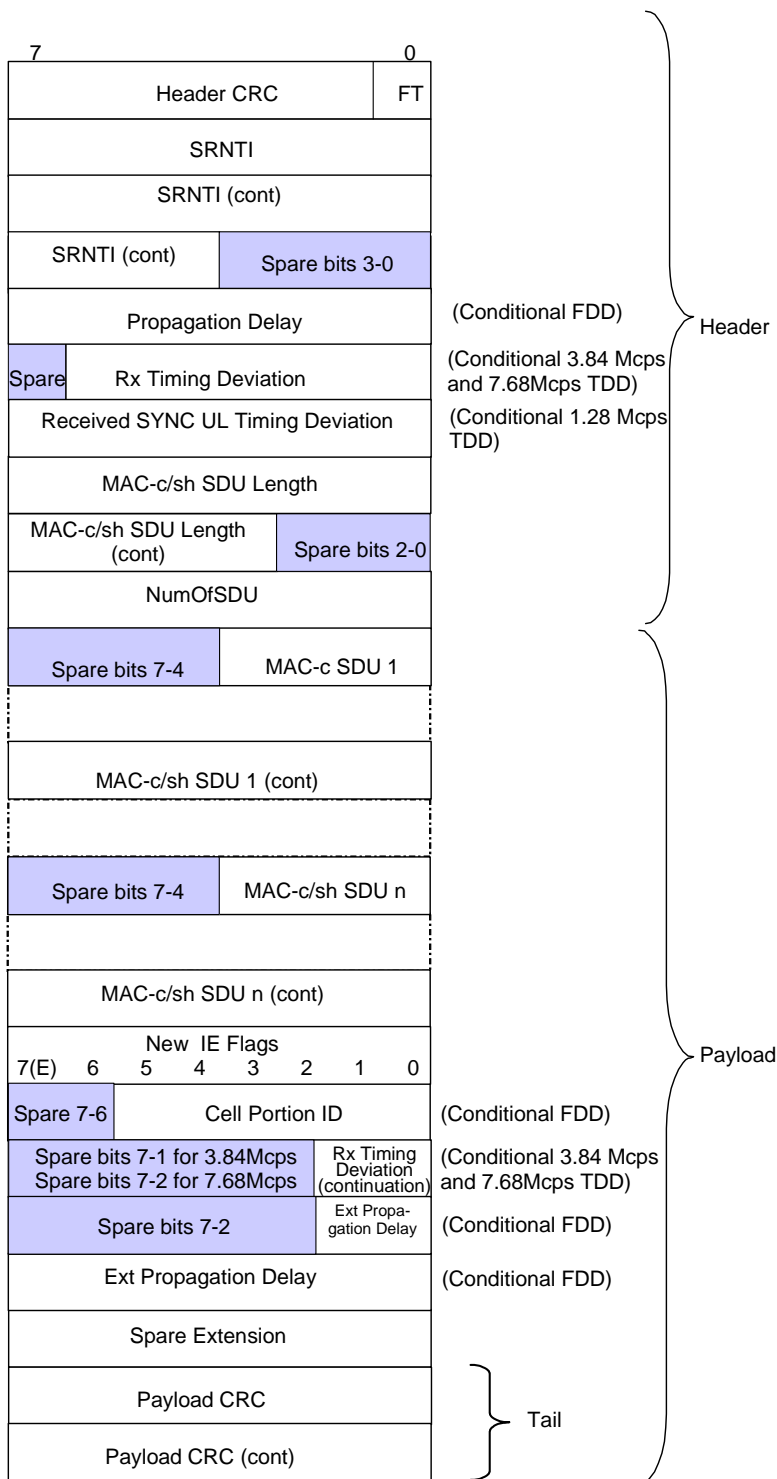 7 0
Header CRC FT
SRNTI
SRNTI (cont)
SRNTI (cont) Spare bits 3-0
Propagation Delay (Conditional FDD)
Header
Spare Rx Timing Deviation (Conditional 3.84 Mcps
and 7.68Mcps TDD)
Received SYNC UL Timing Deviation (Conditional 1.28 Mcps
TDD)
MAC-c/sh SDU Length
MAC-c/sh SDU Length
(cont)
Spare bits 2-0
NumOfSDU
Spare bits 7-4 MAC-c SDU 1
MAC-c/sh SDU 1 (cont)
Spare bits 7-4 MAC-c/sh SDU n
MAC-c/sh SDU n (cont)
New IE Flags
7(E) 6 5 4 3 2 1 0
Payload
Spare 7-6 Cell Portion ID (Conditional FDD)
Spare bits 7-1 for 3.84Mcps
Spare bits 7-2 for 7.68Mcps
Rx Timing
Deviation
(continuation)
(Conditional 3.84 Mcps
and 7.68Mcps TDD)
Spare bits 7-2
Ext Propa-
gation Delay
(Conditional FDD)
Ext Propagation Delay (Conditional FDD)
Spare Extension
Payload CRC
Tail
Payload CRC (cont)